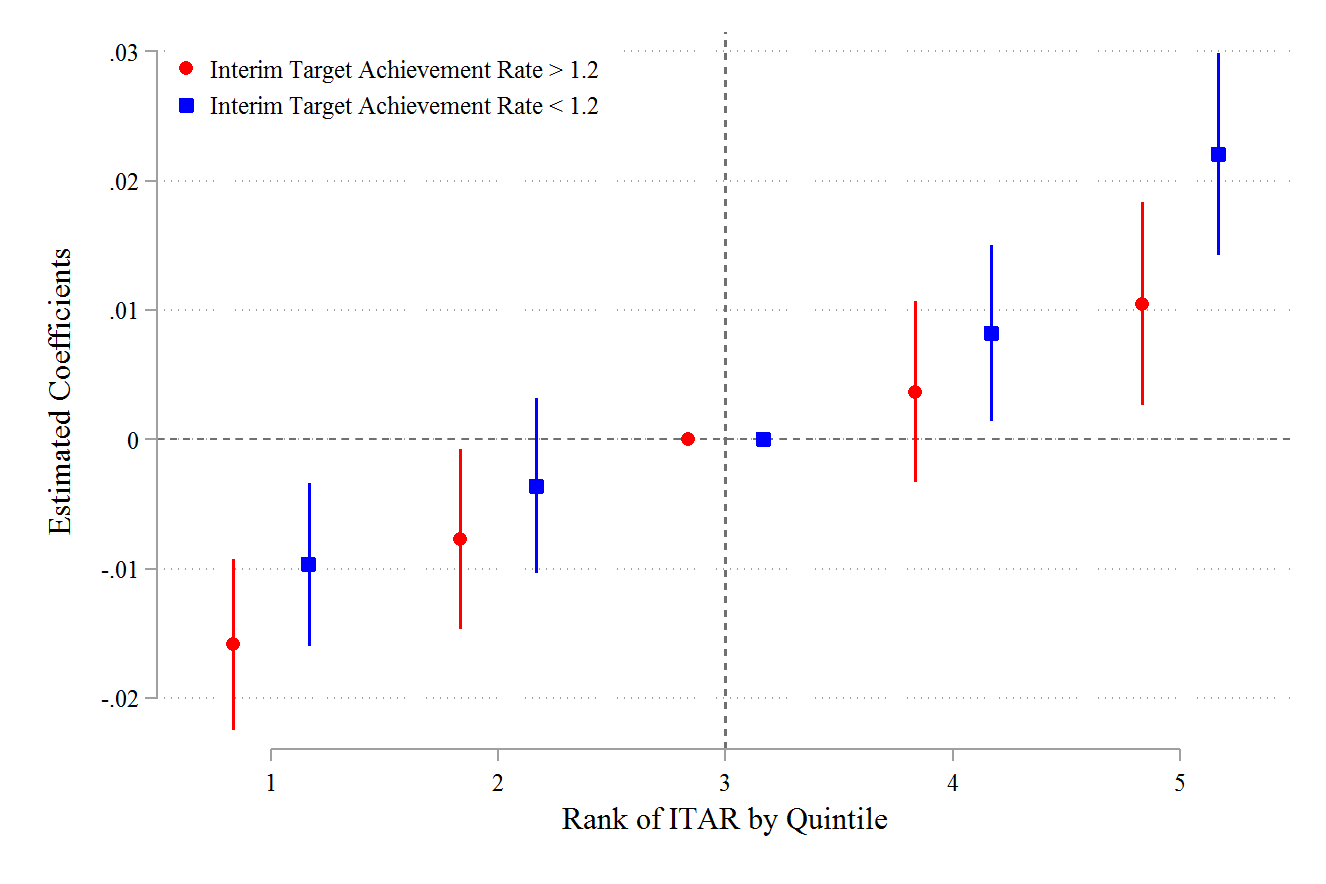 .03
Interim Target Achievement Rate > 1.2
Interim Target Achievement Rate < 1.2
.02
.01
0
-.01
-.02
Estimated Coefficients
1 2 3 4 5
Rank of ITAR by Quintile